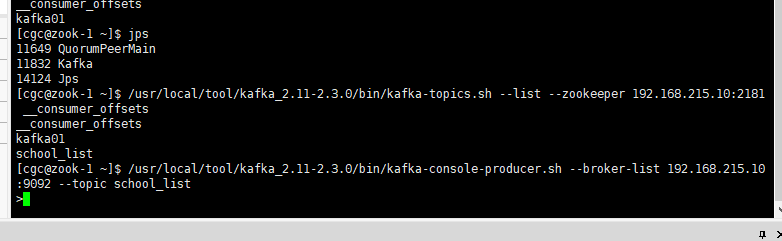 __consumer_offsets
kafka01
[cgc@zook-1 ~]$ jps
11649 QuorumPeerMain
11832 Kafka
14124 Jps
[cgc@zook-1 ~]$ /usr/local/tool/kafka_2.11-2.3.0/bin/kafka-topics.sh --list --zookeeper 192.168.215.10:2181
 __consumer_offsets
__consumer_offsets
kafka01
school_list
[cgc@zook-1 ~]$ /usr/local/tool/kafka_2.11-2.3.0/bin/kafka-console-producer.sh --broker-list 192.168.215.10
:9092 --topic school_list
>